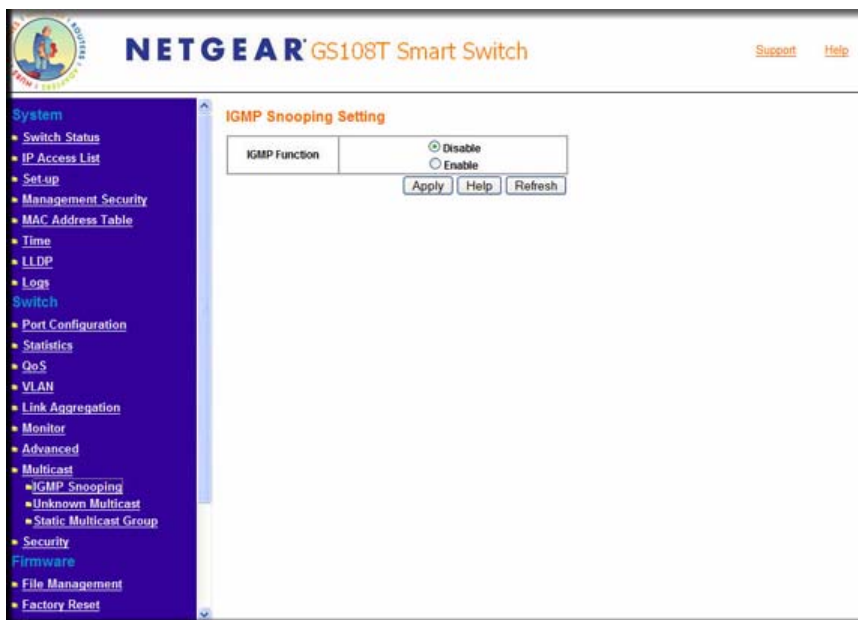 NETGEAR GS108T Smart Switch
Support Help
System
Switch Status
IP Access List
Set-up
Management Security
MAC Address Table
Time
LLDP
Logs
Switch
Port Configuration
Statistics
QoS
VLAN
Link Aggregation
Monitor
Advanced
Multicast
IGMP Snooping
Unknown Multicast
Static Multicast Group
Security
Firmware
File Management
Factory Reset
IGMP Snooping Setting
IGMP Function
Disable
Enable
Apply Help Refresh